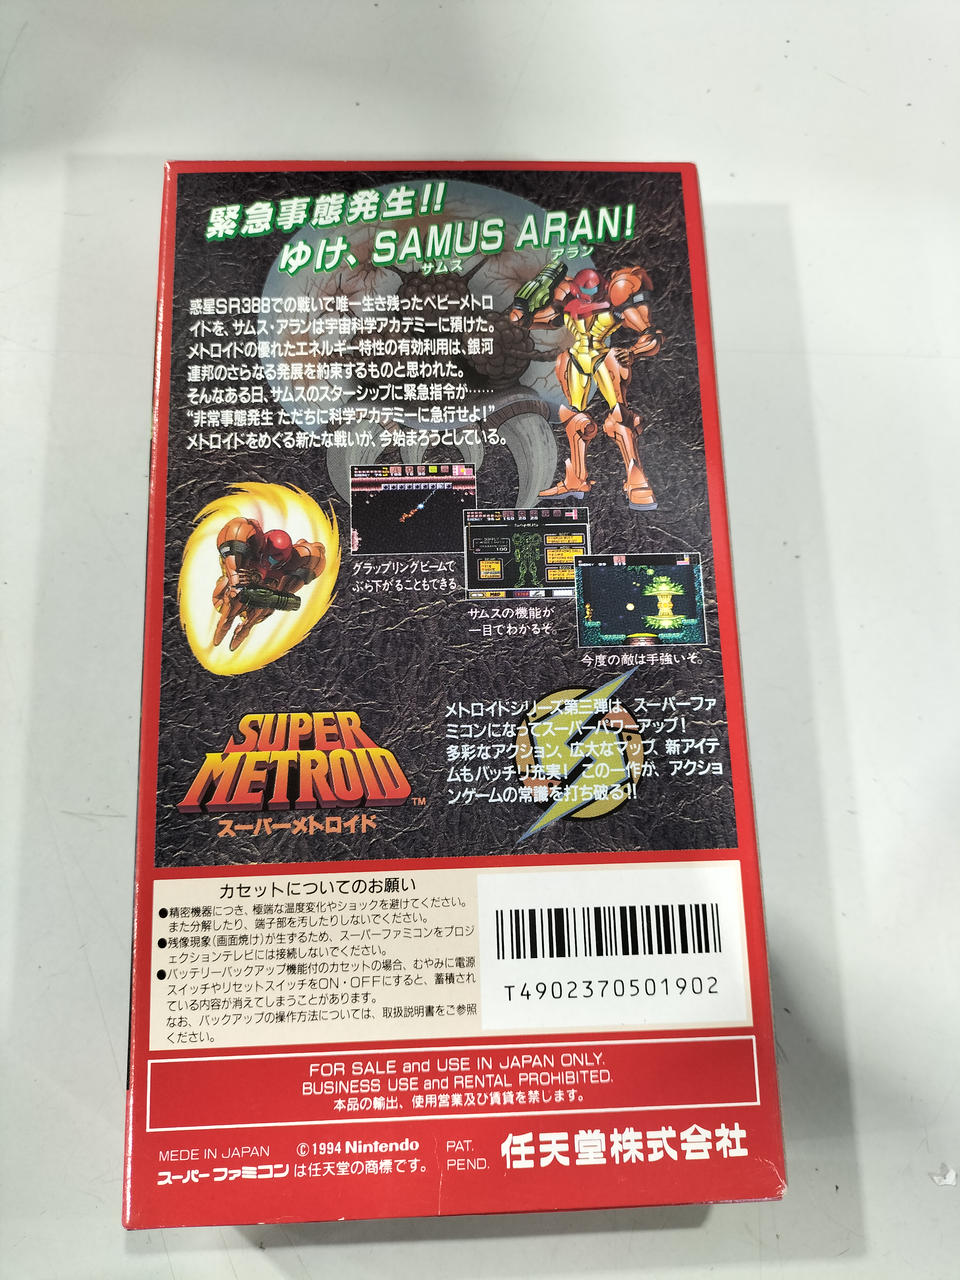 緊急事態発生!!
ゆけ、SAMUS ARAN!
サムス アラン
惑星SR388での戦いで唯一生き残ったベビーメトロ
イドを、サムス・アランは宇宙科学アカデミーに預けた。
メトロイドの優れたエネルギー特性の有効利用は、銀河
連邦のさらなる発展を約束するものと思われた。
そんなある日、サムスのスターシップに緊急指令が……
“非常事態発生 ただちに科学アカデミーに急行せよ!”
メトロイドをめぐる新たな戦いが、今始まろうとしている。
グラップリングビームで
ぶら下がることもできる。
サムスの機能が
一目でわかるぞ。
今度の敵は手強いぞ。
SUPER
METROID™
スーパーメトロイド
メトロイドシリーズ第三弾は、スーパーファ
ミコンになってスーパーパワーアップ!
多彩なアクション、広大なマップ、新アイテ
ムもバッチリ充実! この一作が、アクショ
ンゲームの常識を打ち破る!!
カセットについてのお願い
●精密機器につき、極端な温度変化やショックを避けてください。
また分解したり、端子部を汚したりしないでください。
●残像現象(画面焼け)が生ずるため、スーパーファミコンをプロジ
ェクションテレビには接続しないでください。
●バッテリーバックアップ機能付のカセットの場合、むやみに電源
スイッチやリセットスイッチをON・OFFにすると、蓄積され
ている内容が消えてしまうことがあります。
なお、バックアップの操作方法については、取扱説明書をご参照
ください。
T4902370501902
FOR SALE and USE IN JAPAN ONLY.
BUSINESS USE and RENTAL PROHIBITED.
本品の輸出、使用営業及び賃貸を禁じます。
MEDE IN JAPAN ©1994 Nintendo
スーパーファミコンは任天堂の商標です。
PAT.
PEND.
任天堂株式会社